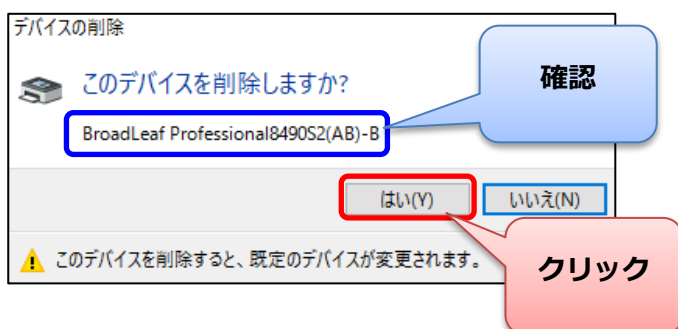 デバイスの削除
このデバイスを削除しますか?
確認
BroadLeaf Professional8490S2(AB)-B
はい(Y)
いいえ(N)
このデバイスを削除すると、既定のデバイスが変更されます。
クリック